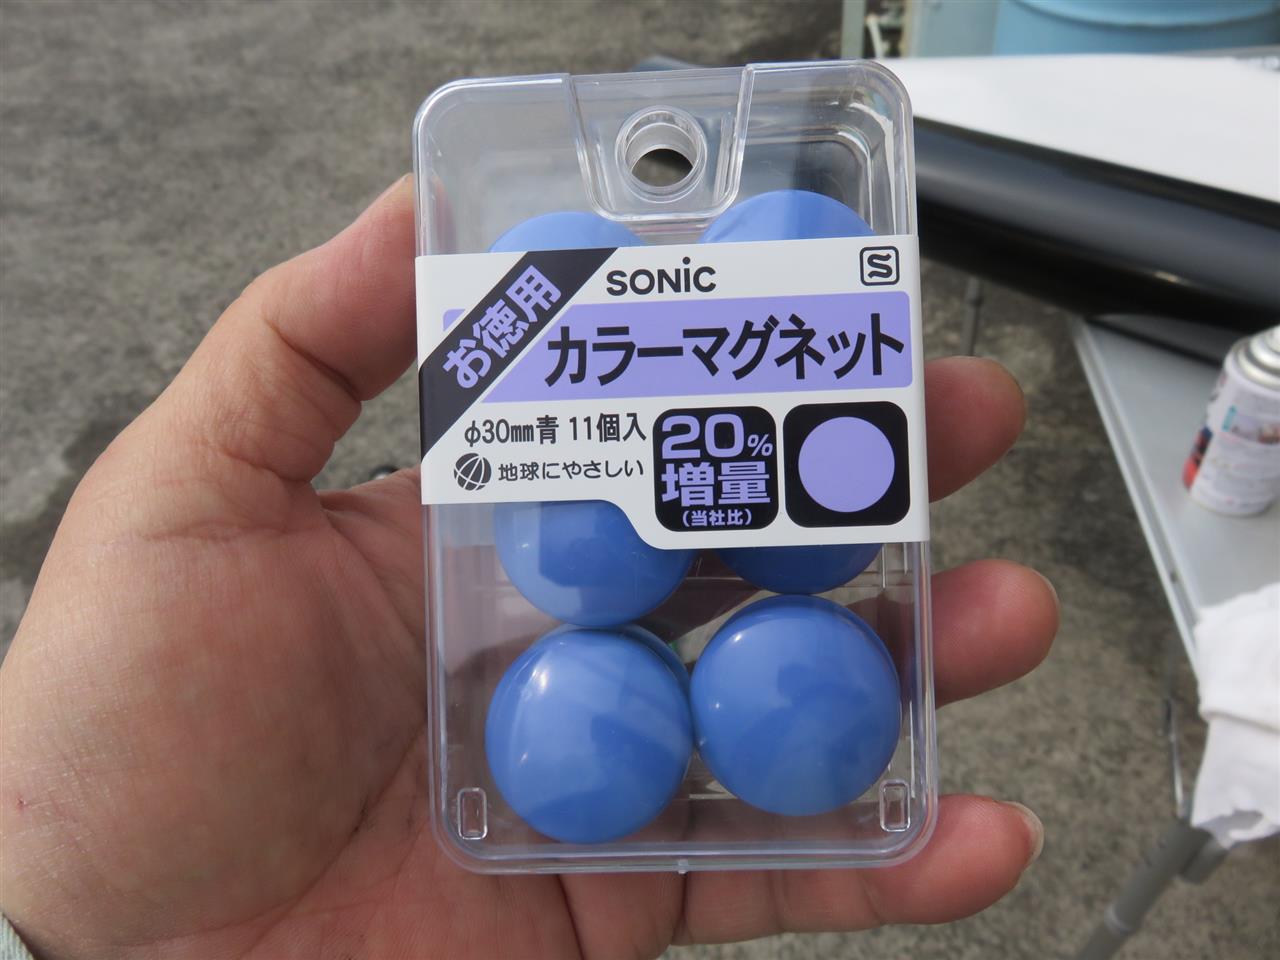 お徳用
SONiC
S
カラーマグネット
φ30mm青 11個入
地球にやさしい
20%
増量
(当社比)